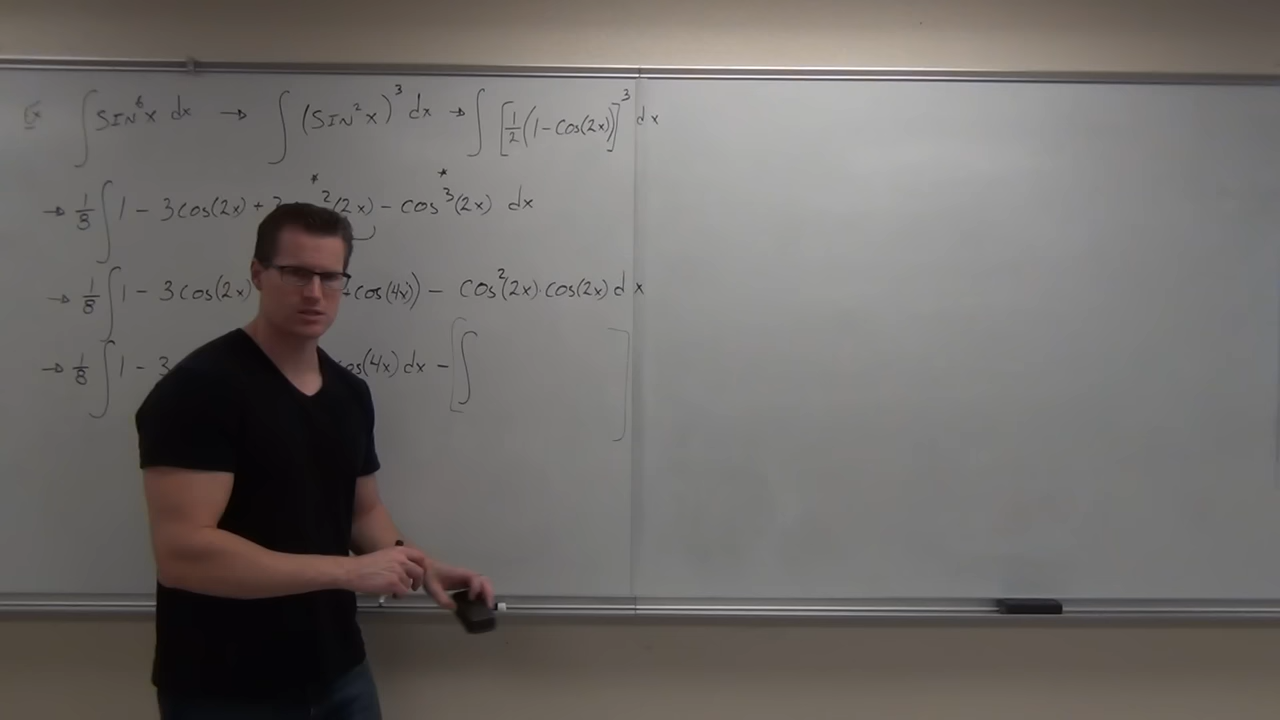 Ex ∫ SIN⁶x dx → ∫ (SIN²x)³ dx → ∫ [1/2 (1 - cos(2x))]³ dx
→ 1/8 ∫ 1 - 3cos(2x) + ²(2x) - cos³(2x) dx
→ 1/8 ∫ 1 - 3cos(2x) cos(4x)) - cos²(2x)·cos(2x) dx
→ 1/8 ∫ 1 - 3 cos(4x) dx - [∫ ]